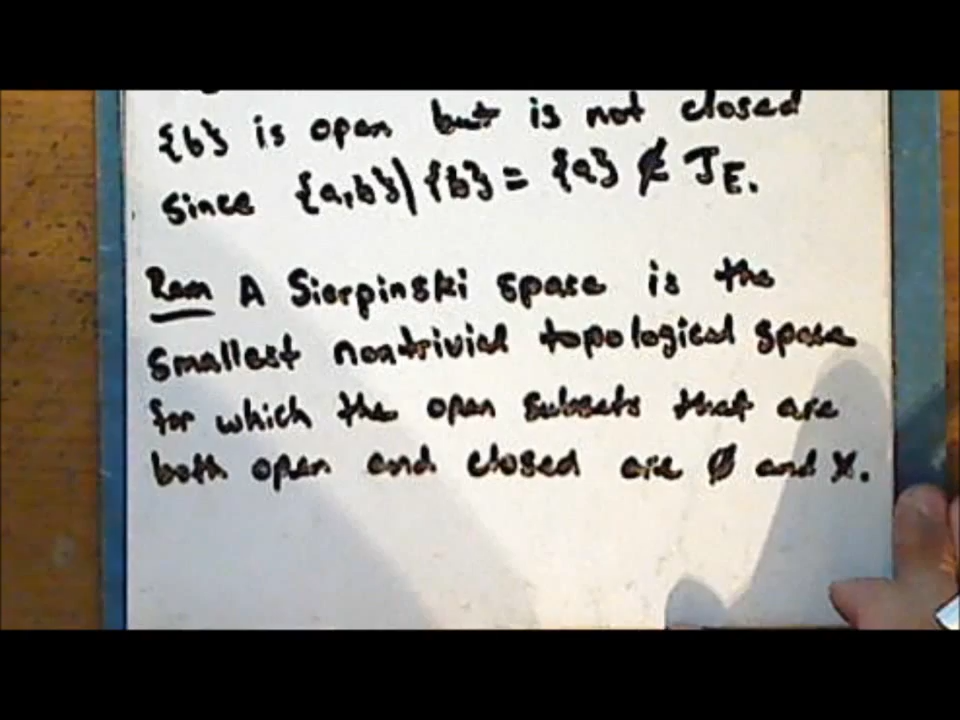 {b} is open but is not closed
since {a,b}\{b} = {a} ∉ J_E.
Rem A Sierpinski space is the
smallest nontrivial topological space
for which the open subsets that are
both open and closed are ∅ and X.